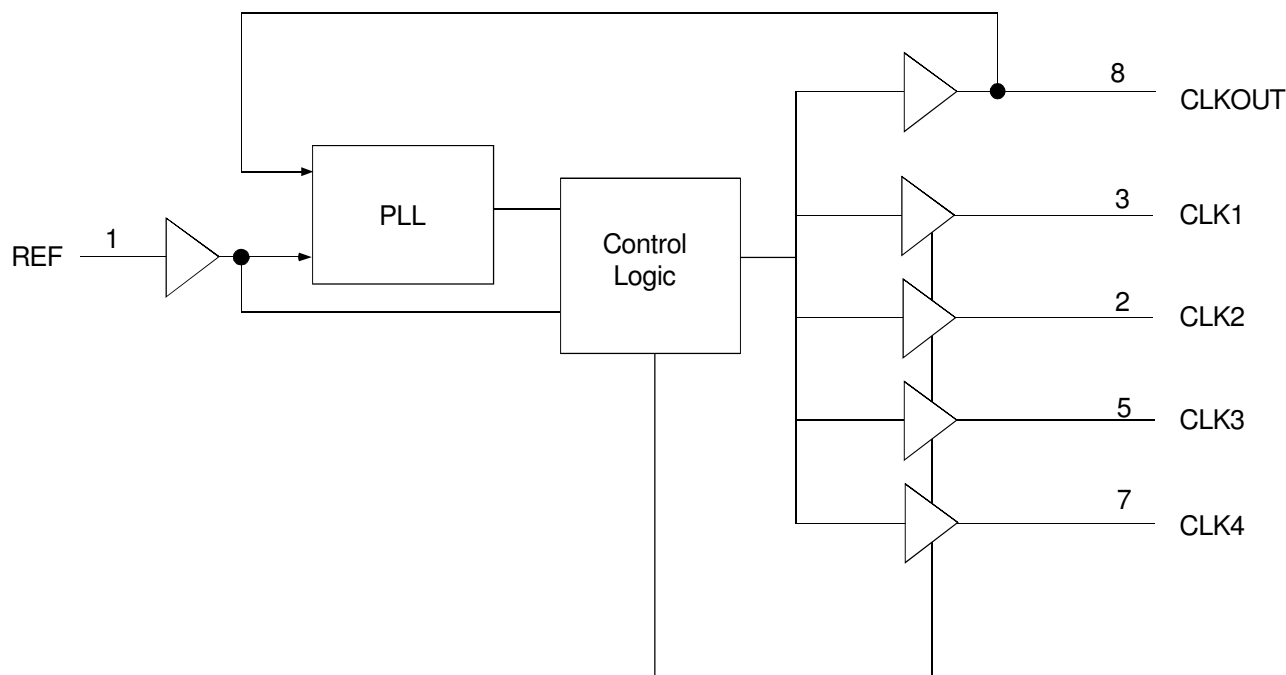 8
CLKOUT
PLL
3
CLK1
1
REF
Control
Logic
2
CLK2
5
CLK3
7
CLK4